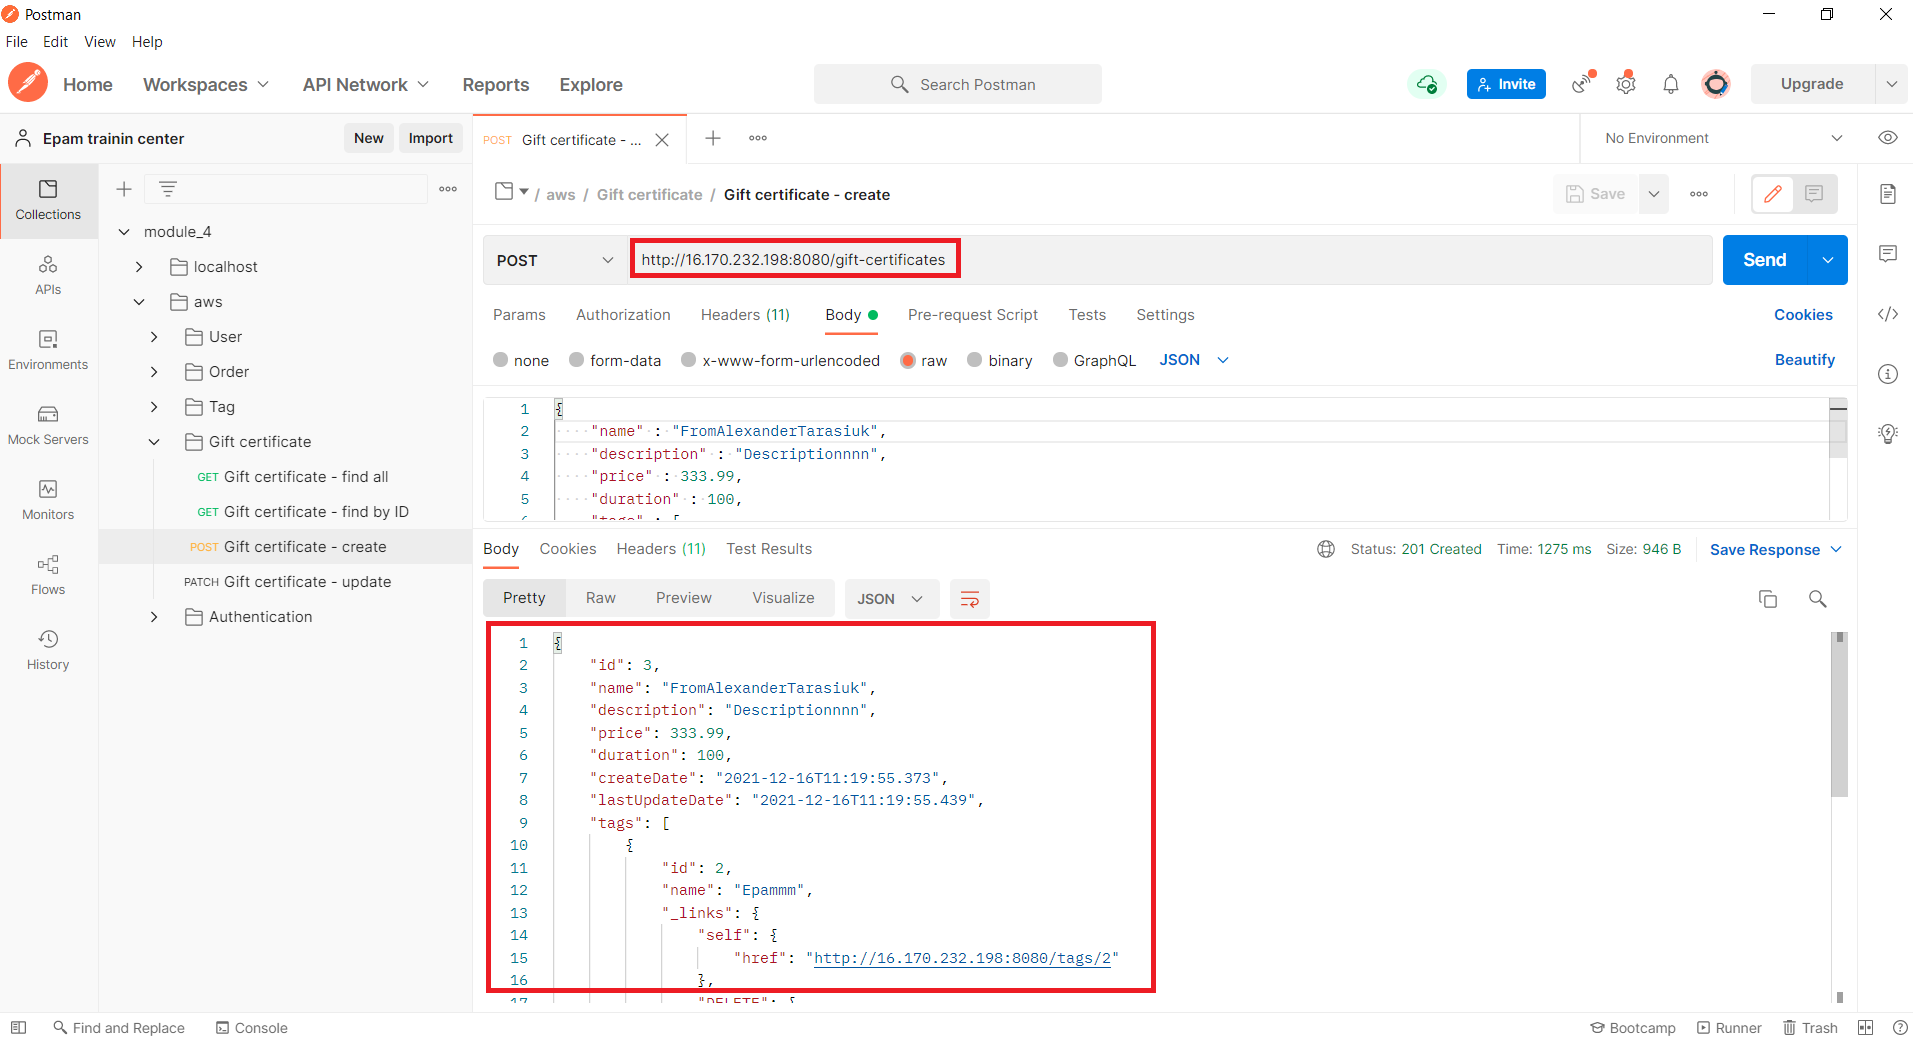 Postman
File Edit View Help
Home Workspaces API Network Reports Explore Search Postman Invite Upgrade
Epam trainin center New Import POST Gift certificate - ... No Environment
/ aws / Gift certificate / Gift certificate - create Save
Collections
APIs
Environments
Mock Servers
Monitors
Flows
History
module_4
localhost
aws
User
Order
Tag
Gift certificate
GET Gift certificate - find all
GET Gift certificate - find by ID
POST Gift certificate - create
PATCH Gift certificate - update
Authentication
POST http://16.170.232.198:8080/gift-certificates Send
Params Authorization Headers (11) Body Pre-request Script Tests Settings Cookies
none form-data x-www-form-urlencoded raw binary GraphQL JSON Beautify
1 {
2 "name" : "FromAlexanderTarasiuk",
3 "description" : "Descriptionnnn",
4 "price" : 333.99,
5 "duration" : 100,
6 "tags" : [
Body Cookies Headers (11) Test Results Status: 201 Created Time: 1275 ms Size: 946 B Save Response
Pretty Raw Preview Visualize JSON
1 {
2 "id": 3,
3 "name": "FromAlexanderTarasiuk",
4 "description": "Descriptionnnn",
5 "price": 333.99,
6 "duration": 100,
7 "createDate": "2021-12-16T11:19:55.373",
8 "lastUpdateDate": "2021-12-16T11:19:55.439",
9 "tags": [
10 {
11 "id": 2,
12 "name": "Epammm",
13 "_links": {
14 "self": {
15 "href": "http://16.170.232.198:8080/tags/2"
16 },
17 "DELETE": {
Find and Replace Console Bootcamp Runner Trash